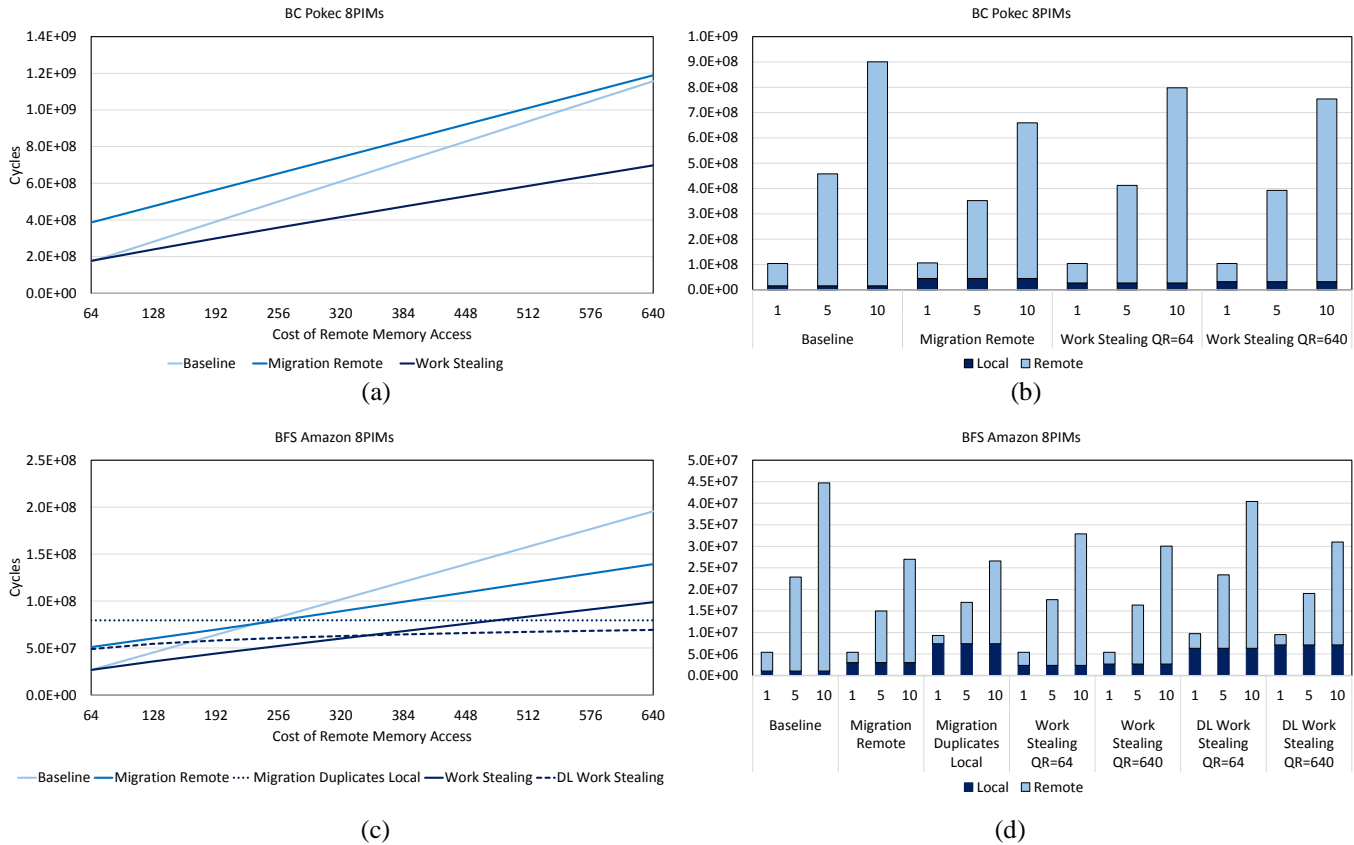 BC Pokec 8PIMs
1.4E+09
1.2E+09
1.0E+09
8.0E+08
6.0E+08
4.0E+08
2.0E+08
0.0E+00
Cycles
64 128 192 256 320 384 448 512 576 640
Cost of Remote Memory Access
Baseline Migration Remote Work Stealing
(a)
BC Pokec 8PIMs
1.0E+09
9.0E+08
8.0E+08
7.0E+08
6.0E+08
5.0E+08
4.0E+08
3.0E+08
2.0E+08
1.0E+08
0.0E+00
1 5 10 1 5 10 1 5 10 1 5 10
Baseline Migration Remote Work Stealing QR=64 Work Stealing QR=640
Local Remote
(b)
BFS Amazon 8PIMs
2.5E+08
2.0E+08
1.5E+08
1.0E+08
5.0E+07
0.0E+00
Cycles
64 128 192 256 320 384 448 512 576 640
Cost of Remote Memory Access
Baseline Migration Remote Migration Duplicates Local Work Stealing DL Work Stealing
(c)
BFS Amazon 8PIMs
5.0E+07
4.5E+07
4.0E+07
3.5E+07
3.0E+07
2.5E+07
2.0E+07
1.5E+07
1.0E+07
5.0E+06
0.0E+00
1 5 10 1 5 10 1 5 10 1 5 10 1 5 10 1 5 10 1 5 10
Baseline Migration Migration Work Work DL Work DL Work
Remote Duplicates Stealing Stealing Stealing Stealing
Local QR=64 QR=640 QR=64 QR=640
Local Remote
(d)